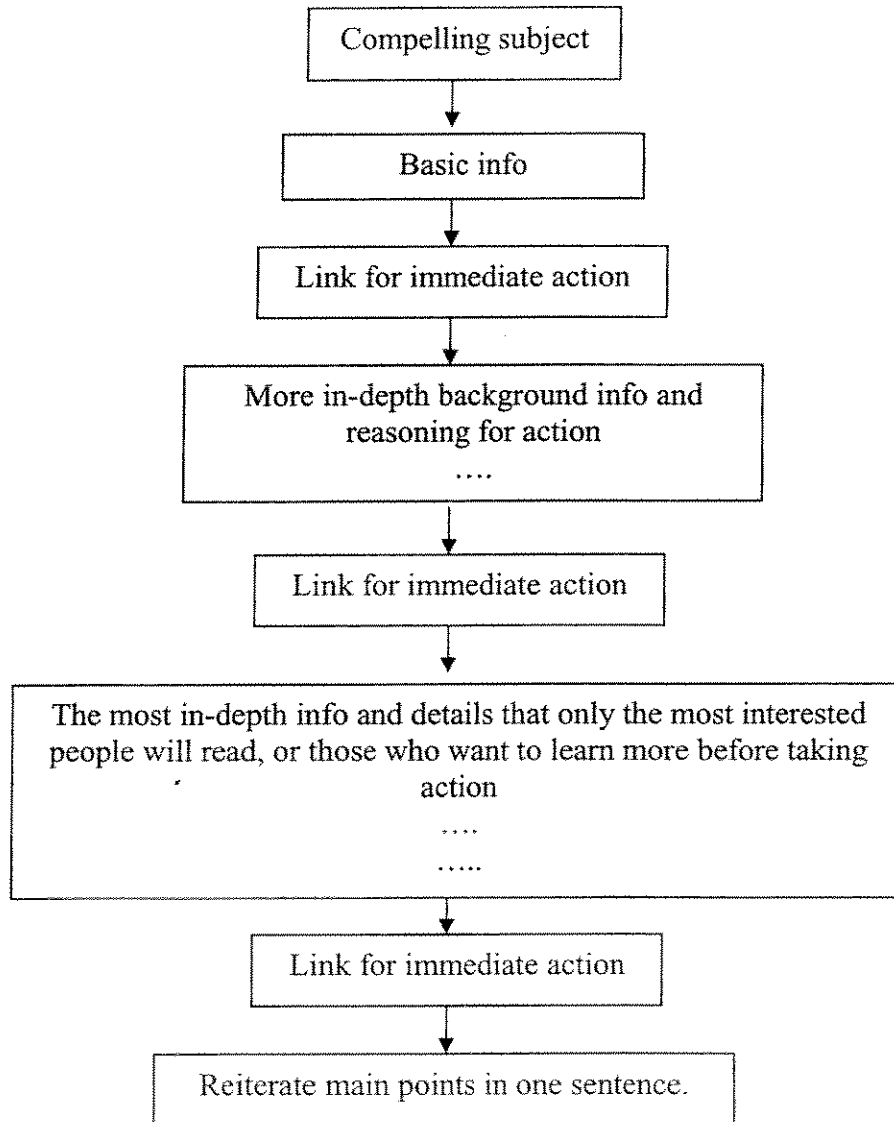 Compelling subject
Basic info
Link for immediate action
More in-depth background info and
reasoning for action
....
Link for immediate action
The most in-depth info and details that only the most interested
people will read, or those who want to learn more before taking
action
....
.....
Link for immediate action
Reiterate main points in one sentence.